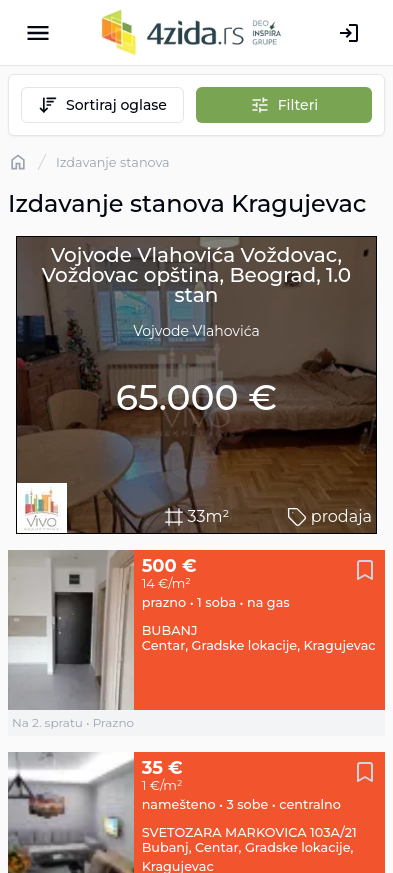 4zida.rs
DEO
INSPIRA
GRUPE
Sortiraj oglase
Filteri
Izdavanje stanova
Izdavanje stanova Kragujevac
Vojvode Vlahovića Voždovac,
Voždovac opština, Beograd, 1.0
stan
Vojvode Vlahovića
65.000 €
VIVO
NEKRETNINE
VIVO
33m²
prodaja
500 €
14 €/m²
prazno • 1 soba • na gas
BUBANJ
Centar, Gradske lokacije, Kragujevac
Na 2. spratu • Prazno
35 €
1 €/m²
namešteno • 3 sobe • centralno
SVETOZARA MARKOVICA 103A/21
Bubanj, Centar, Gradske lokacije,
Kragujevac